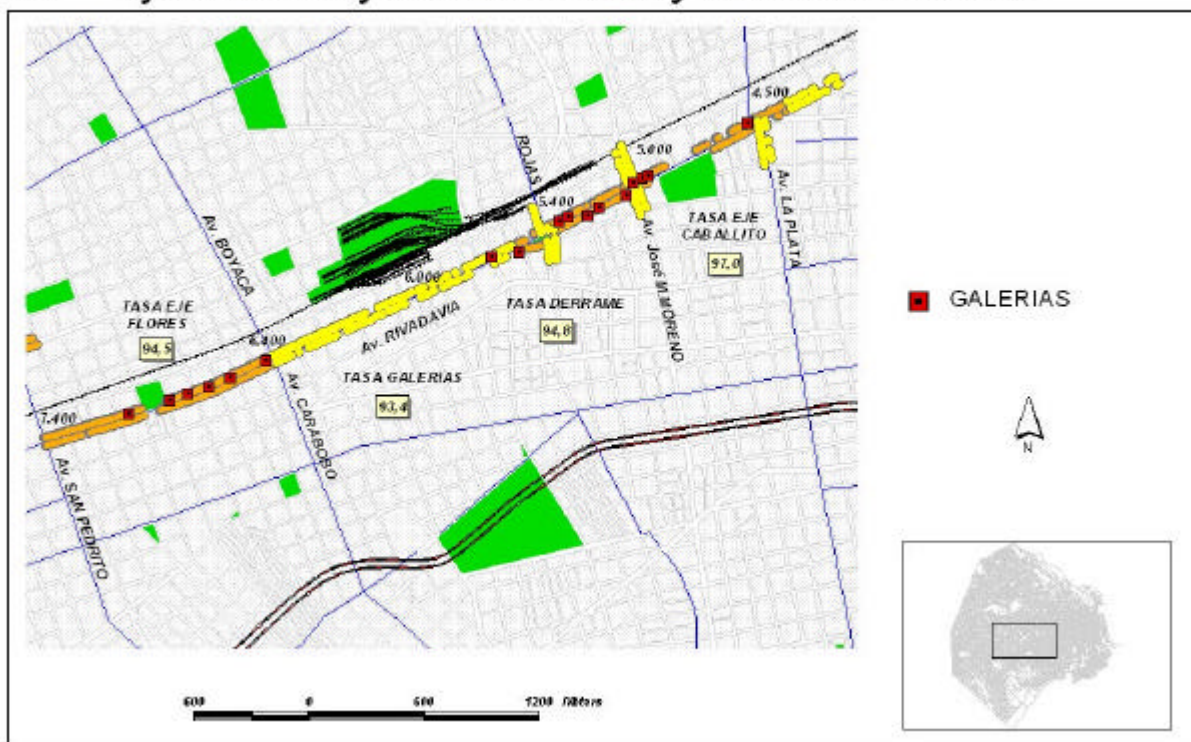 4.500
ROJAS
5.000
5.400
Av. LA PLATA
TASA EJE
CABALLITO
97,0
Av. José M.MORENO
Av. BOYACA
6.000
TASA DERRAME
94,8
GALERIAS
TASA EJE
FLORES
94,5
6.400
Av. RIVADAVIA
TASA GALERIAS
93,4
7.400
Av. CARABOBO
Av. SAN PEDRITO
N
600 0 600 1200